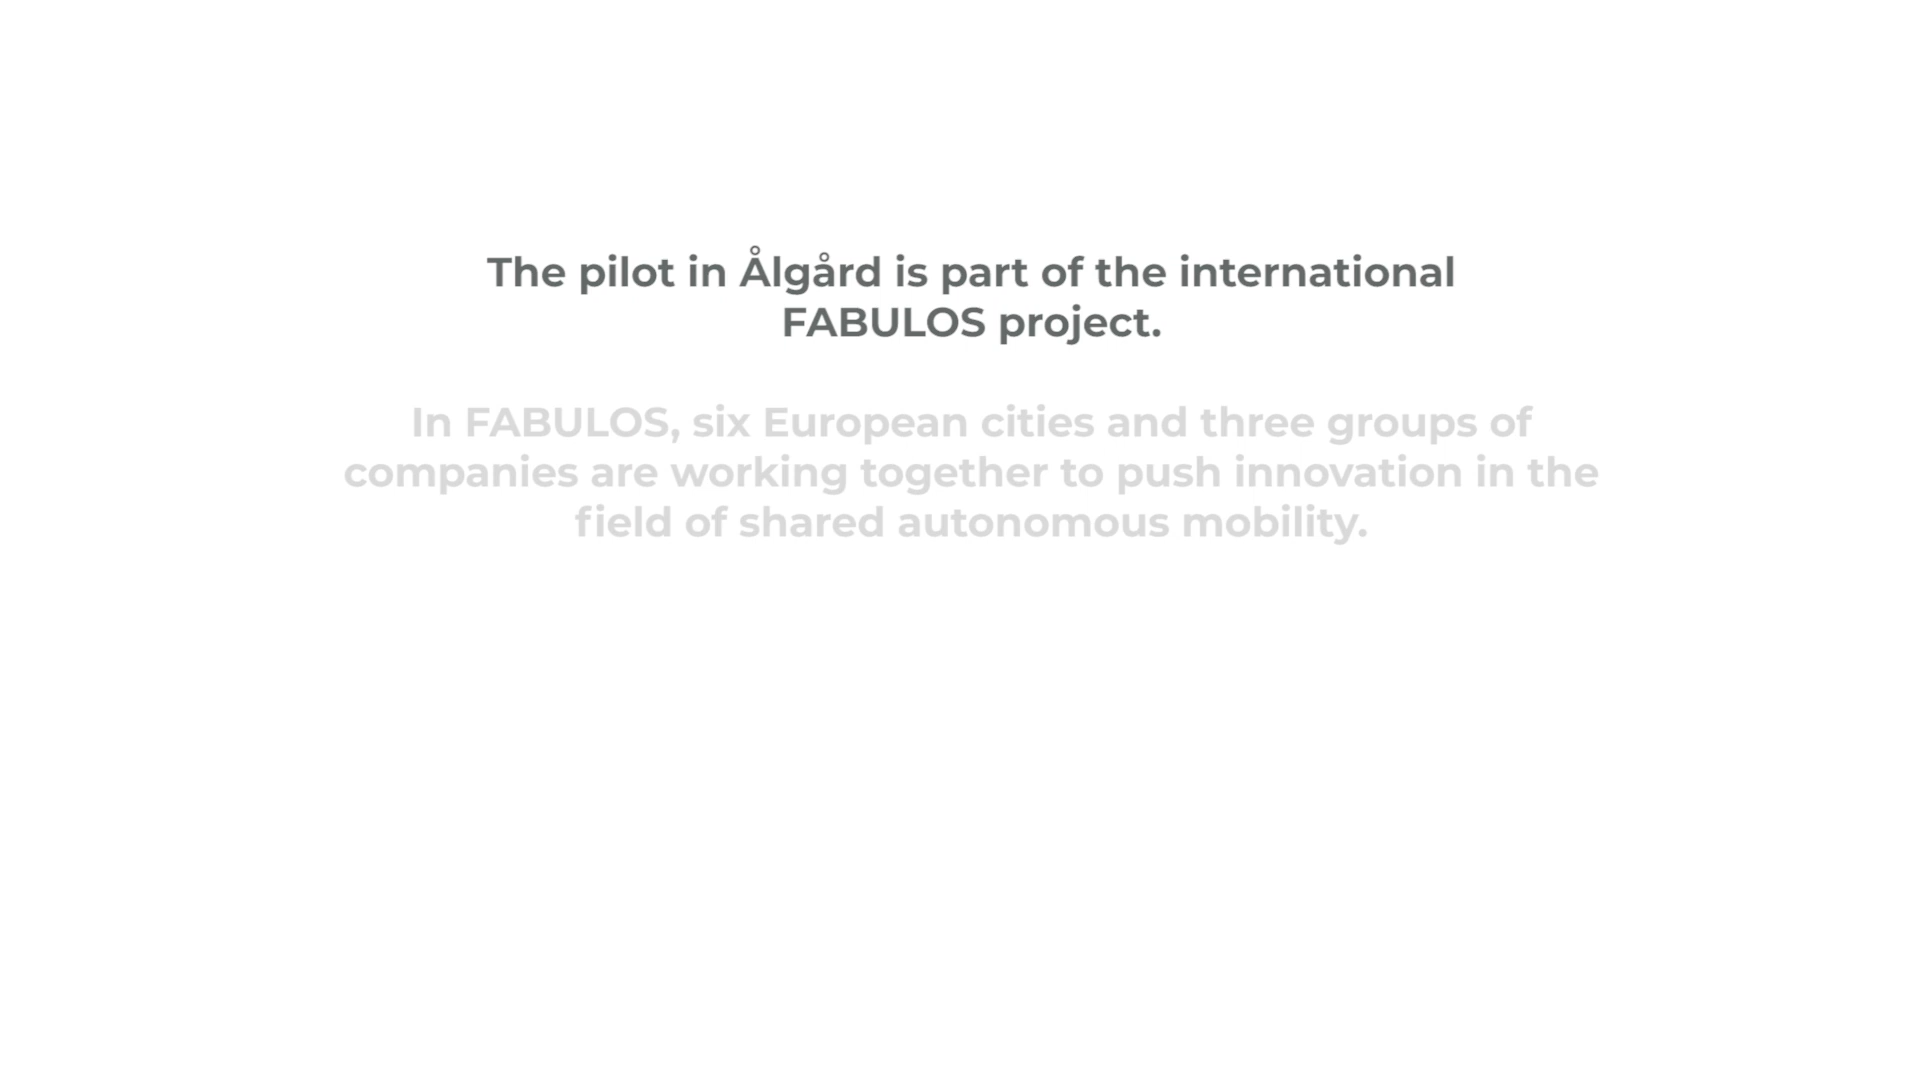 The pilot in Ålgård is part of the international
FABULOS project.
In FABULOS, six European cities and three groups of
companies are working together to push innovation in the
field of shared autonomous mobility.